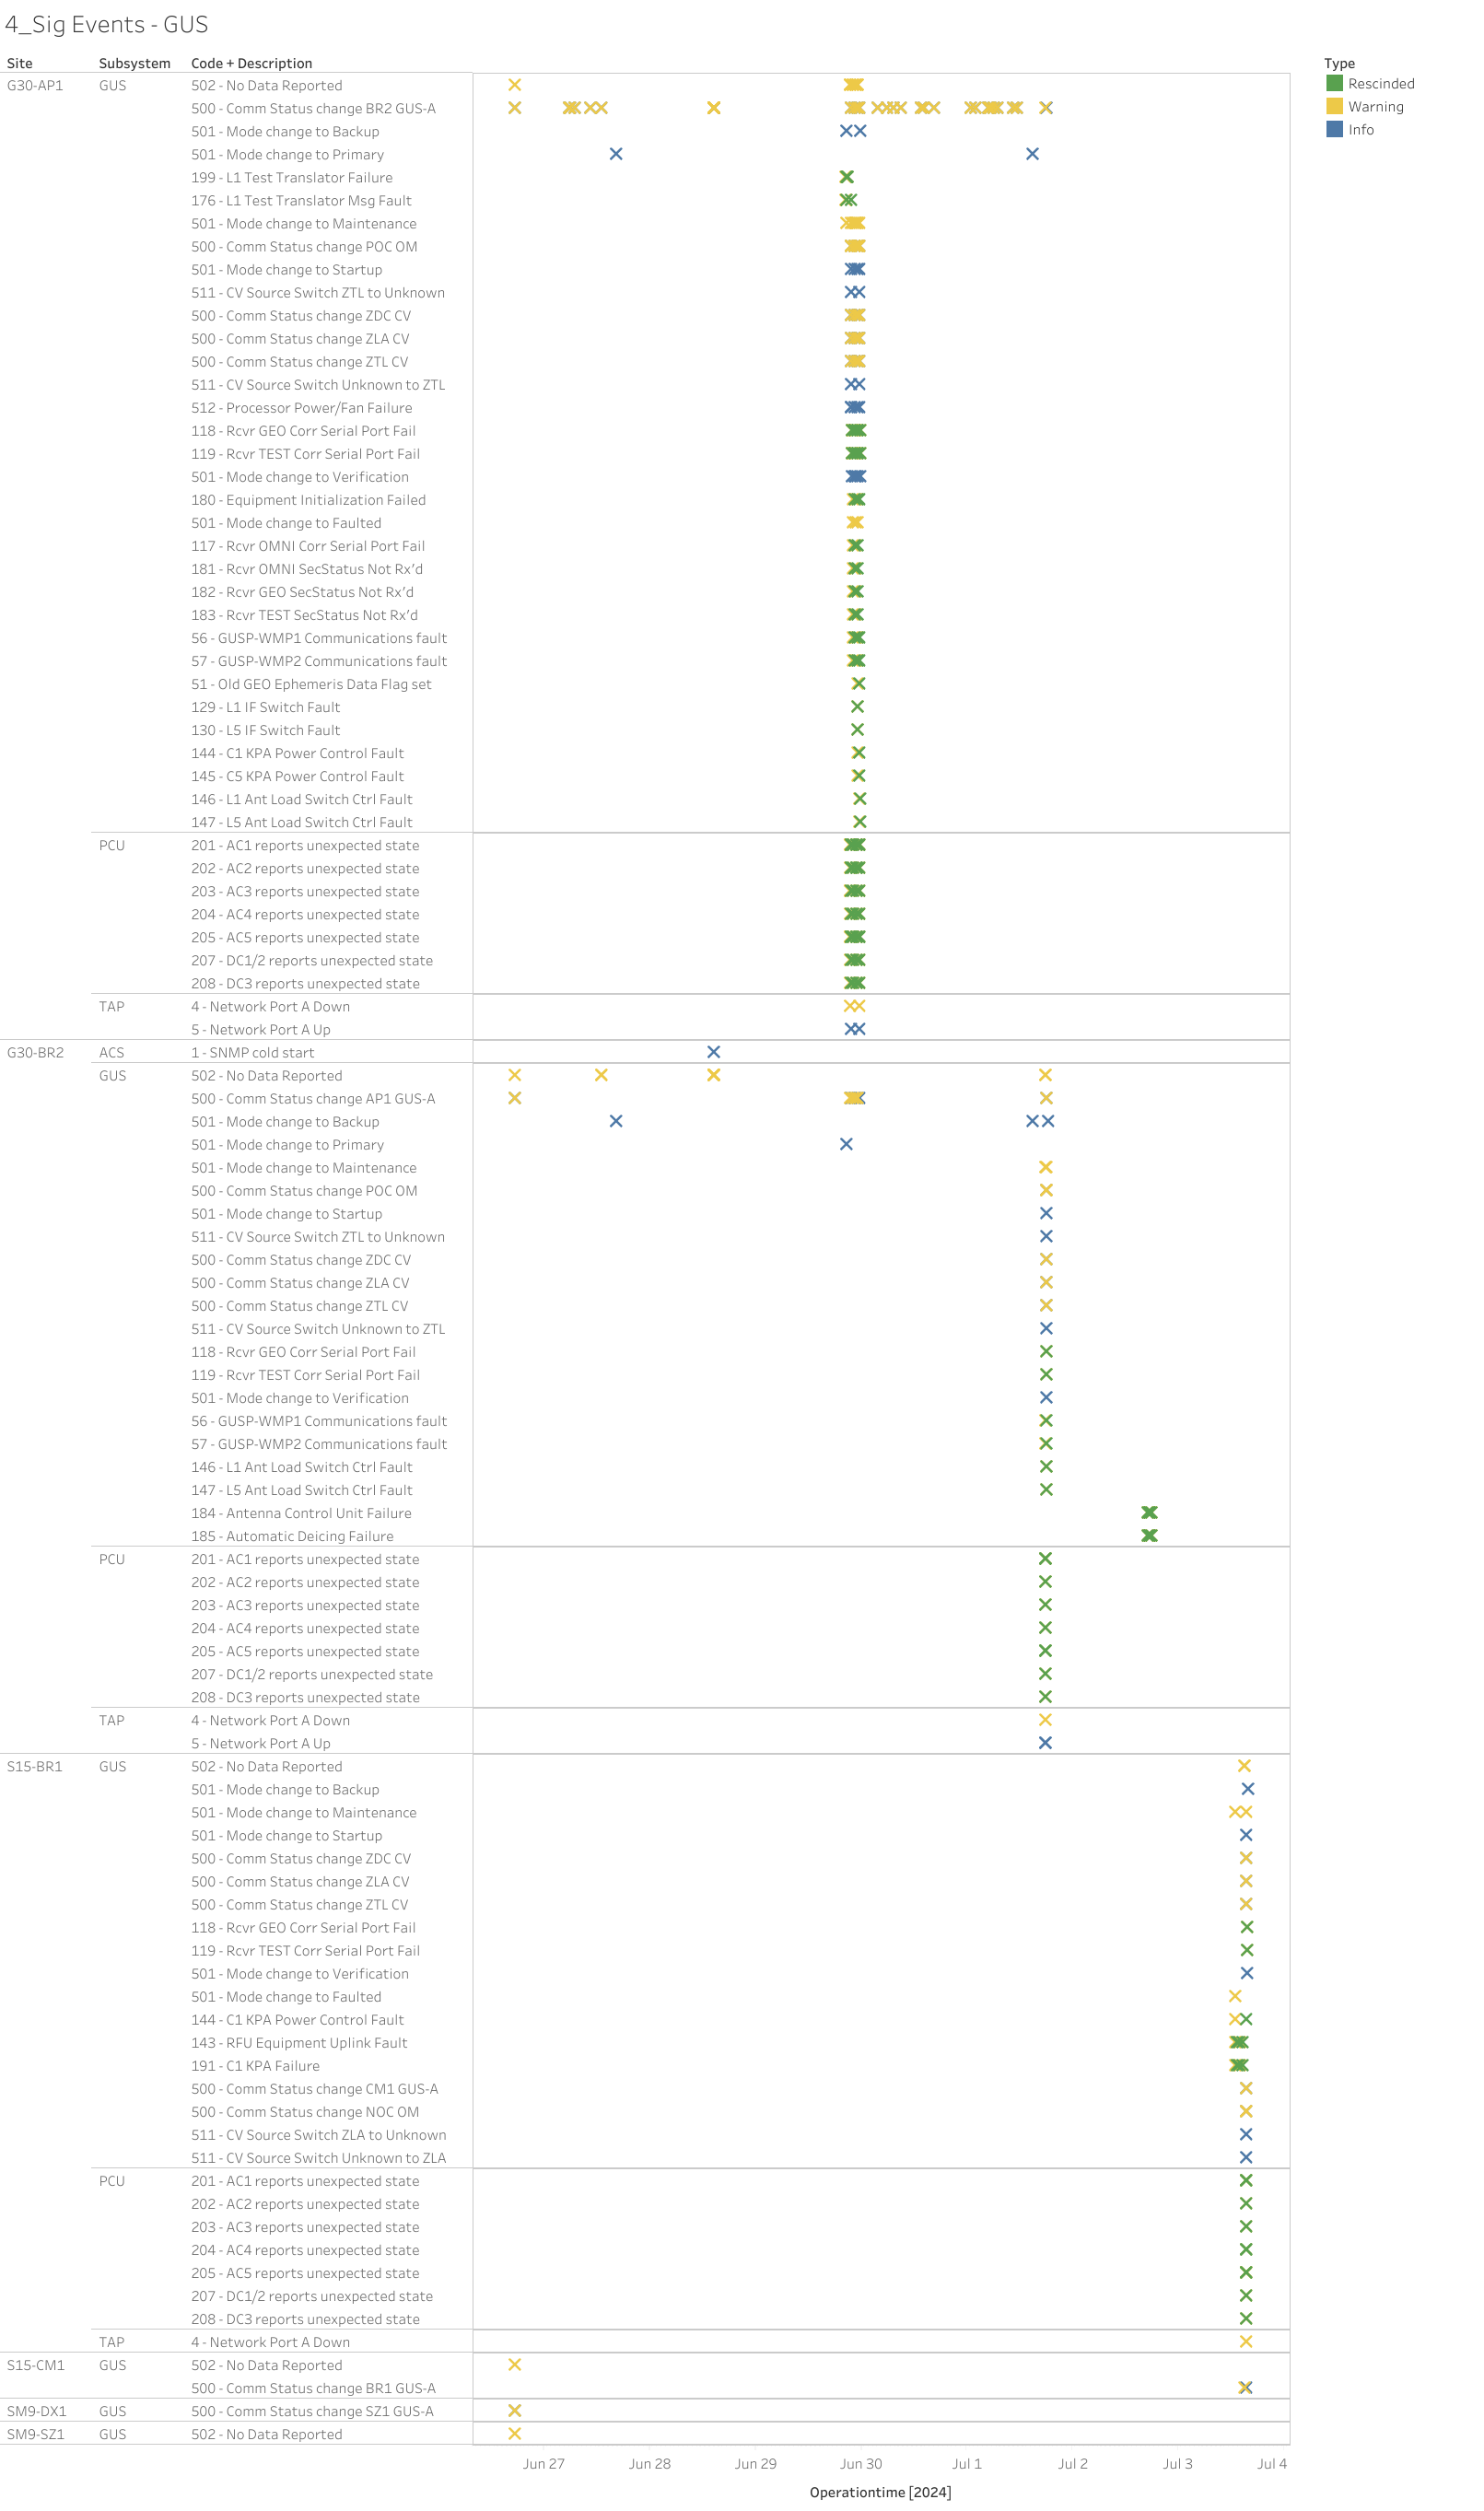 4_Sig Events - GUS
Site Subsystem Code + Description
Type
G30-AP1 GUS 502 - No Data Reported
Rescinded
500 - Comm Status change BR2 GUS-A
Warning
501 - Mode change to Backup
Info
501 - Mode change to Primary
199 - L1 Test Translator Failure
176 - L1 Test Translator Msg Fault
501 - Mode change to Maintenance
500 - Comm Status change POC OM
501 - Mode change to Startup
511 - CV Source Switch ZTL to Unknown
500 - Comm Status change ZDC CV
500 - Comm Status change ZLA CV
500 - Comm Status change ZTL CV
511 - CV Source Switch Unknown to ZTL
512 - Processor Power/Fan Failure
118 - Rcvr GEO Corr Serial Port Fail
119 - Rcvr TEST Corr Serial Port Fail
501 - Mode change to Verification
180 - Equipment Initialization Failed
501 - Mode change to Faulted
117 - Rcvr OMNI Corr Serial Port Fail
181 - Rcvr OMNI SecStatus Not Rx'd
182 - Rcvr GEO SecStatus Not Rx'd
183 - Rcvr TEST SecStatus Not Rx'd
56 - GUSP-WMP1 Communications fault
57 - GUSP-WMP2 Communications fault
51 - Old GEO Ephemeris Data Flag set
129 - L1 IF Switch Fault
130 - L5 IF Switch Fault
144 - C1 KPA Power Control Fault
145 - C5 KPA Power Control Fault
146 - L1 Ant Load Switch Ctrl Fault
147 - L5 Ant Load Switch Ctrl Fault
PCU 201 - AC1 reports unexpected state
202 - AC2 reports unexpected state
203 - AC3 reports unexpected state
204 - AC4 reports unexpected state
205 - AC5 reports unexpected state
207 - DC1/2 reports unexpected state
208 - DC3 reports unexpected state
TAP 4 - Network Port A Down
5 - Network Port A Up
G30-BR2 ACS 1 - SNMP cold start
GUS 502 - No Data Reported
500 - Comm Status change AP1 GUS-A
501 - Mode change to Backup
501 - Mode change to Primary
501 - Mode change to Maintenance
500 - Comm Status change POC OM
501 - Mode change to Startup
511 - CV Source Switch ZTL to Unknown
500 - Comm Status change ZDC CV
500 - Comm Status change ZLA CV
500 - Comm Status change ZTL CV
511 - CV Source Switch Unknown to ZTL
118 - Rcvr GEO Corr Serial Port Fail
119 - Rcvr TEST Corr Serial Port Fail
501 - Mode change to Verification
56 - GUSP-WMP1 Communications fault
57 - GUSP-WMP2 Communications fault
146 - L1 Ant Load Switch Ctrl Fault
147 - L5 Ant Load Switch Ctrl Fault
184 - Antenna Control Unit Failure
185 - Automatic Deicing Failure
PCU 201 - AC1 reports unexpected state
202 - AC2 reports unexpected state
203 - AC3 reports unexpected state
204 - AC4 reports unexpected state
205 - AC5 reports unexpected state
207 - DC1/2 reports unexpected state
208 - DC3 reports unexpected state
TAP 4 - Network Port A Down
5 - Network Port A Up
S15-BR1 GUS 502 - No Data Reported
501 - Mode change to Backup
501 - Mode change to Maintenance
501 - Mode change to Startup
500 - Comm Status change ZDC CV
500 - Comm Status change ZLA CV
500 - Comm Status change ZTL CV
118 - Rcvr GEO Corr Serial Port Fail
119 - Rcvr TEST Corr Serial Port Fail
501 - Mode change to Verification
501 - Mode change to Faulted
144 - C1 KPA Power Control Fault
143 - RFU Equipment Uplink Fault
191 - C1 KPA Failure
500 - Comm Status change CM1 GUS-A
500 - Comm Status change NOC OM
511 - CV Source Switch ZLA to Unknown
511 - CV Source Switch Unknown to ZLA
PCU 201 - AC1 reports unexpected state
202 - AC2 reports unexpected state
203 - AC3 reports unexpected state
204 - AC4 reports unexpected state
205 - AC5 reports unexpected state
207 - DC1/2 reports unexpected state
208 - DC3 reports unexpected state
TAP 4 - Network Port A Down
S15-CM1 GUS 502 - No Data Reported
500 - Comm Status change BR1 GUS-A
SM9-DX1 GUS 500 - Comm Status change SZ1 GUS-A
SM9-SZ1 GUS 502 - No Data Reported
Jun 27 Jun 28 Jun 29 Jun 30 Jul 1 Jul 2 Jul 3 Jul 4
Operationtime [2024]